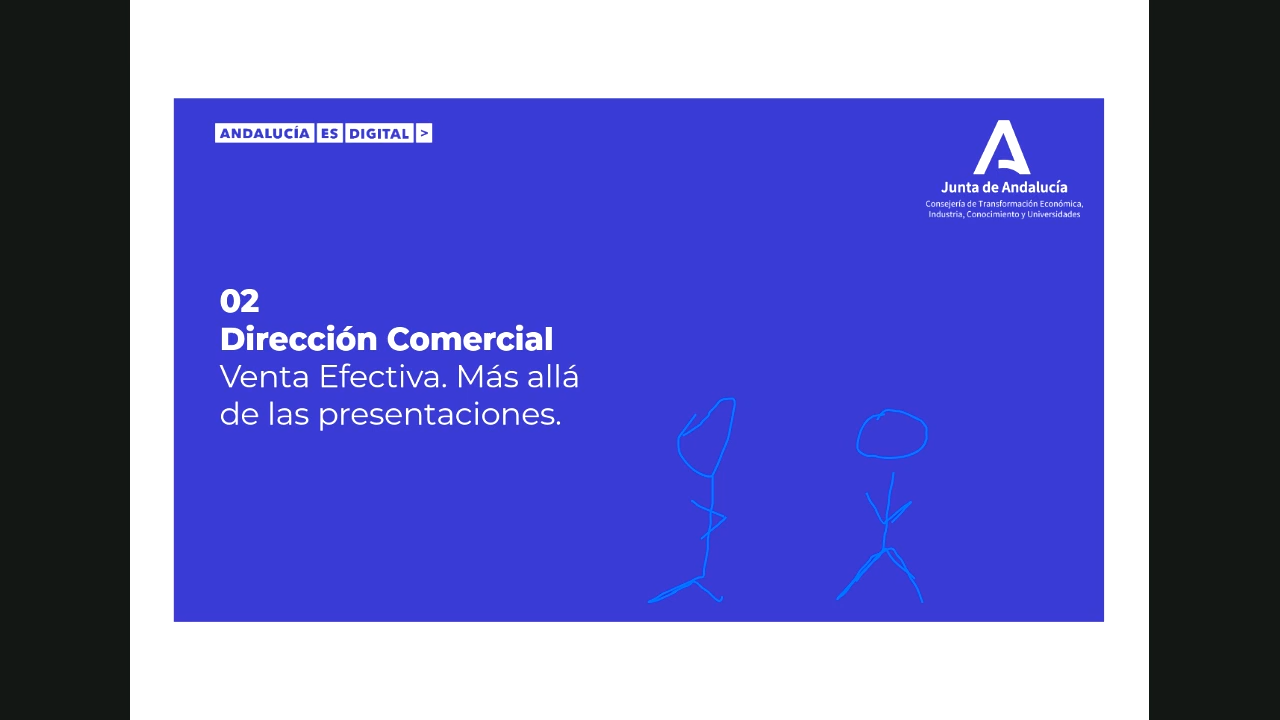 ANDALUCÍA ES DIGITAL >
Junta de Andalucía
Consejería de Transformación Económica,
Industria, Conocimiento y Universidades
02
Dirección Comercial
Venta Efectiva. Más allá
de las presentaciones.